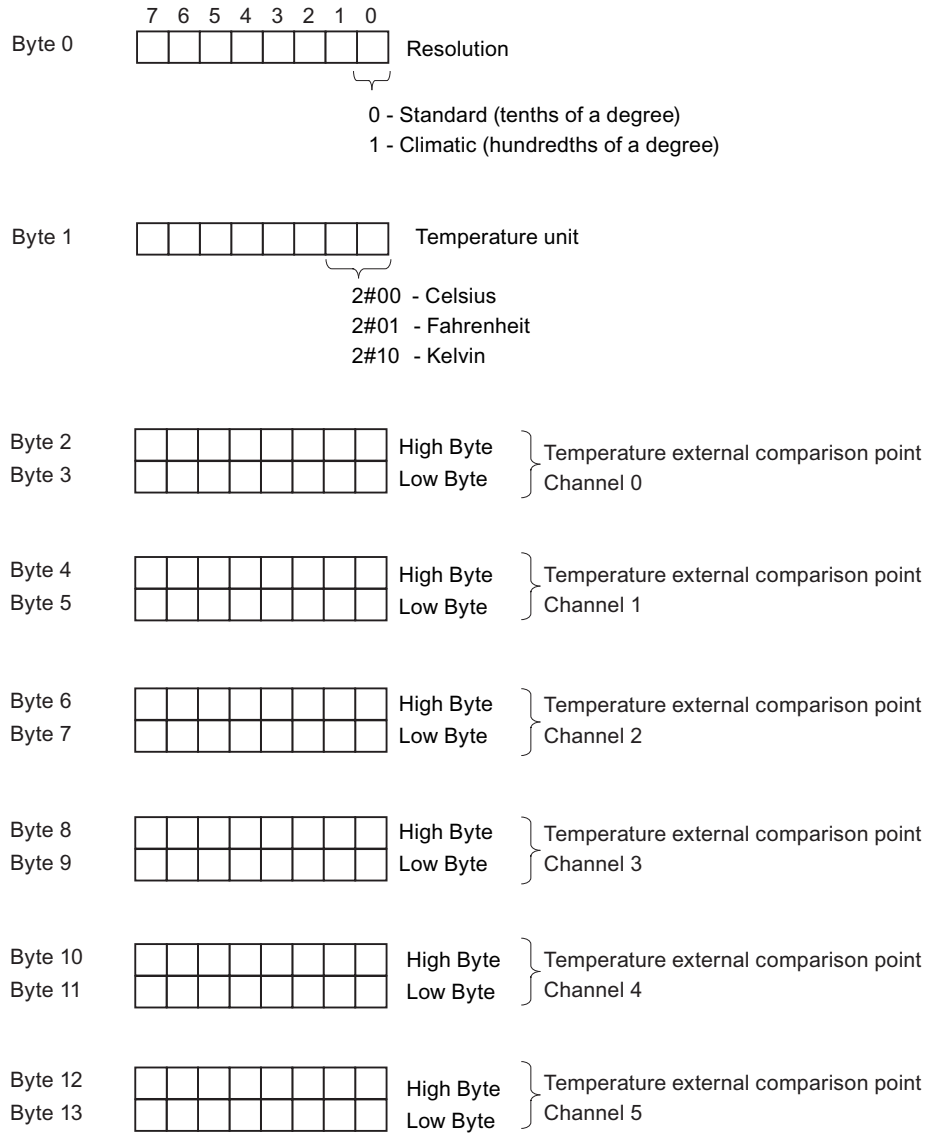 7 6 5 4 3 2 1 0
Byte 0 Resolution
0 - Standard (tenths of a degree)
1 - Climatic (hundredths of a degree)
Byte 1 Temperature unit
2#00 - Celsius
2#01 - Fahrenheit
2#10 - Kelvin
Byte 2 High Byte Temperature external comparison point
Byte 3 Low Byte Channel 0
Byte 4 High Byte Temperature external comparison point
Byte 5 Low Byte Channel 1
Byte 6 High Byte Temperature external comparison point
Byte 7 Low Byte Channel 2
Byte 8 High Byte Temperature external comparison point
Byte 9 Low Byte Channel 3
Byte 10 High Byte Temperature external comparison point
Byte 11 Low Byte Channel 4
Byte 12 High Byte Temperature external comparison point
Byte 13 Low Byte Channel 5